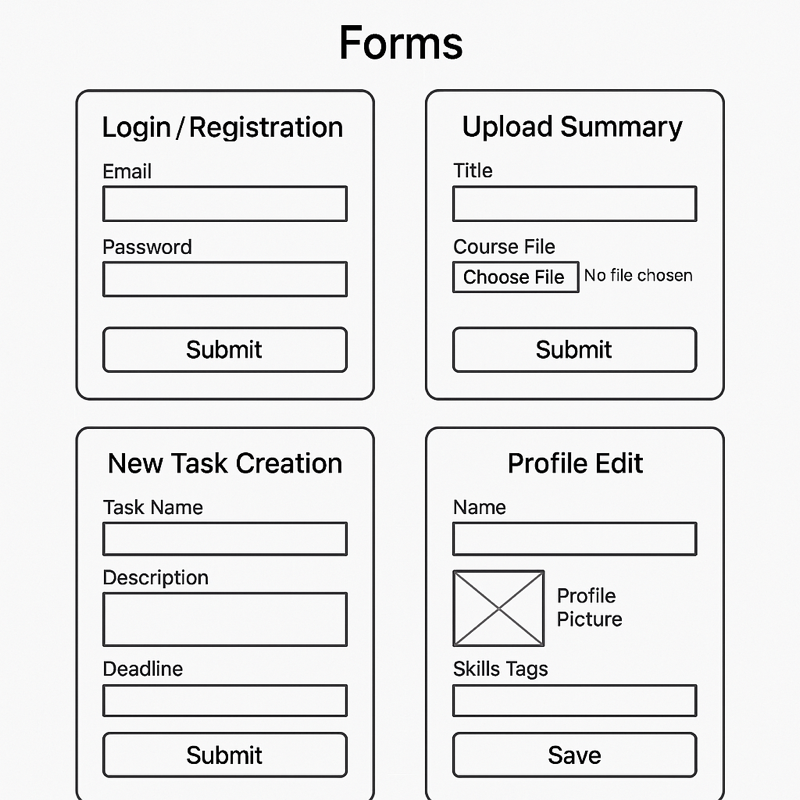 Forms
Login / Registration
Email
Password
Submit
Upload Summary
Title
Course File
Choose File No file chosen
Submit
New Task Creation
Task Name
Description
Deadline
Submit
Profile Edit
Name
Profile
Picture
Skills Tags
Save